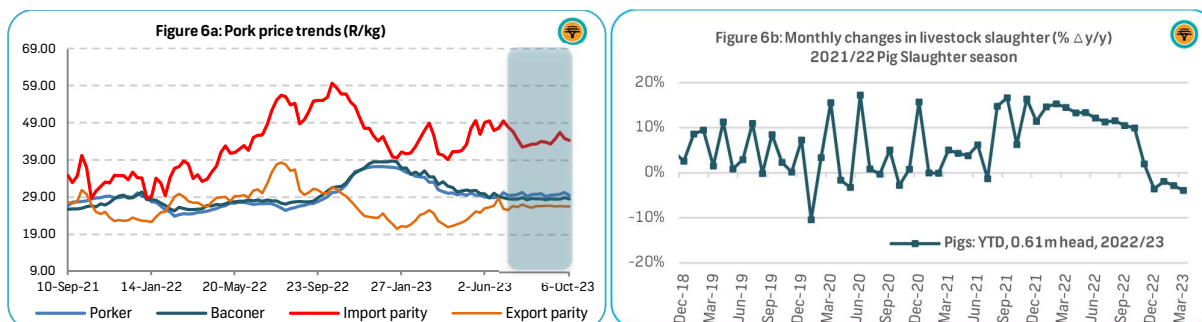 Figure 6a: Pork price trends (R/kg)
69.00
59.00
49.00
39.00
29.00
19.00
9.00
10-Sep-21 14-Jan-22 20-May-22 23-Sep-22 27-Jan-23 2-Jun-23 6-Oct-23
Porker Baconer Import parity Export parity
Figure 6b: Monthly changes in livestock slaughter (% Δ y/y)
2021/22 Pig Slaughter season
20%
10%
0%
-10%
-20%
Pigs: YTD, 0.61m head, 2022/23
Dec-18
Mar-19
Jun-19
Sep-19
Dec-19
Mar-20
Jun-20
Sep-20
Dec-20
Mar-21
Jun-21
Sep-21
Dec-21
Mar-22
Jun-22
Sep-22
Dec-22
Mar-23